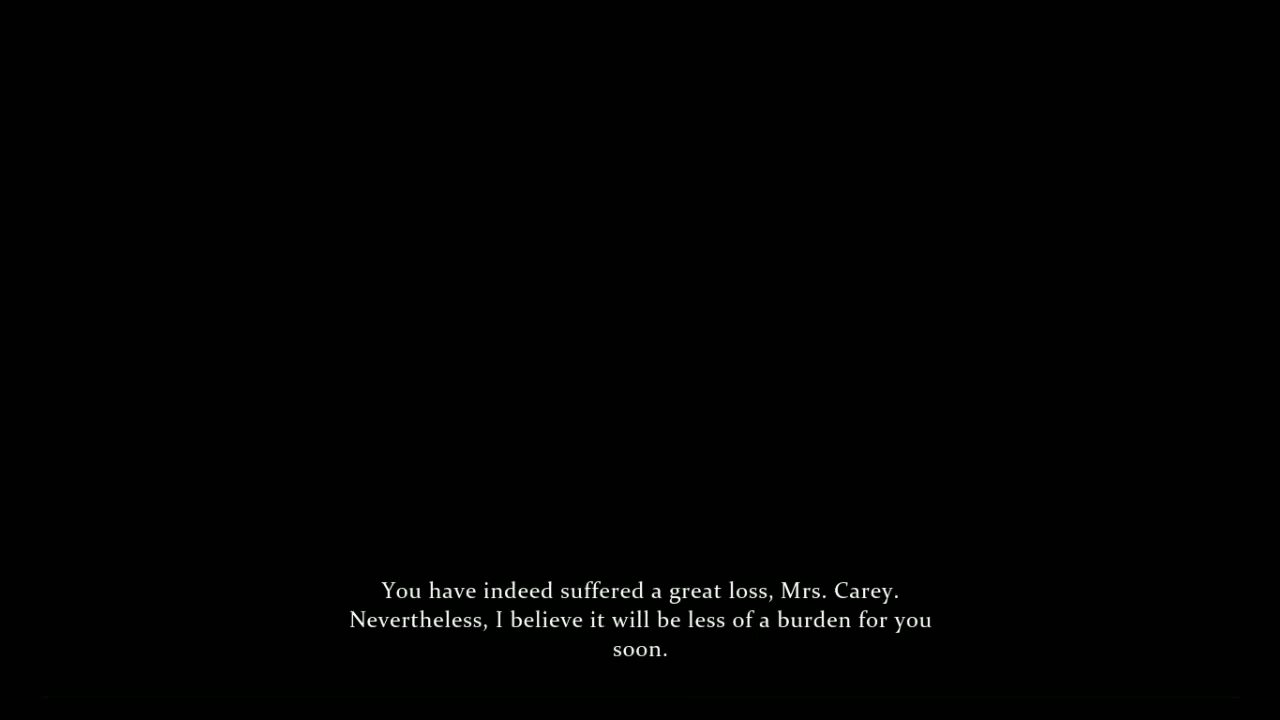 You have indeed suffered a great loss, Mrs. Carey.
Nevertheless, I believe it will be less of a burden for you
soon.